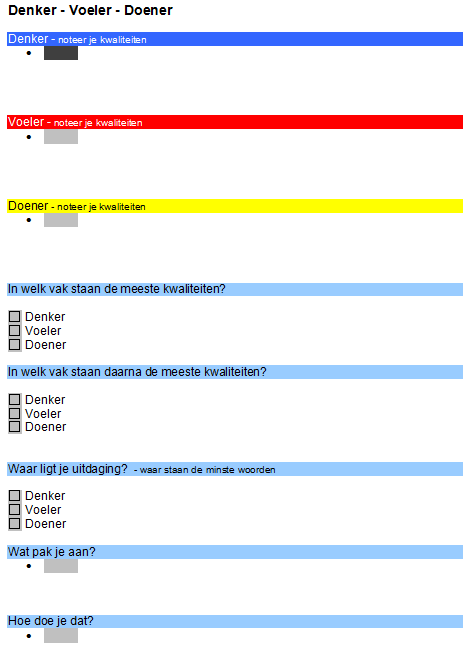 Denker - Voeler - Doener
Denker - noteer je kwaliteiten
Voeler - noteer je kwaliteiten
Doener - noteer je kwaliteiten
In welk vak staan de meeste kwaliteiten?
Denker
Voeler
Doener
In welk vak staan daarna de meeste kwaliteiten?
Denker
Voeler
Doener
Waar ligt je uitdaging? - waar staan de minste woorden
Denker
Voeler
Doener
Wat pak je aan?
Hoe doe je dat?